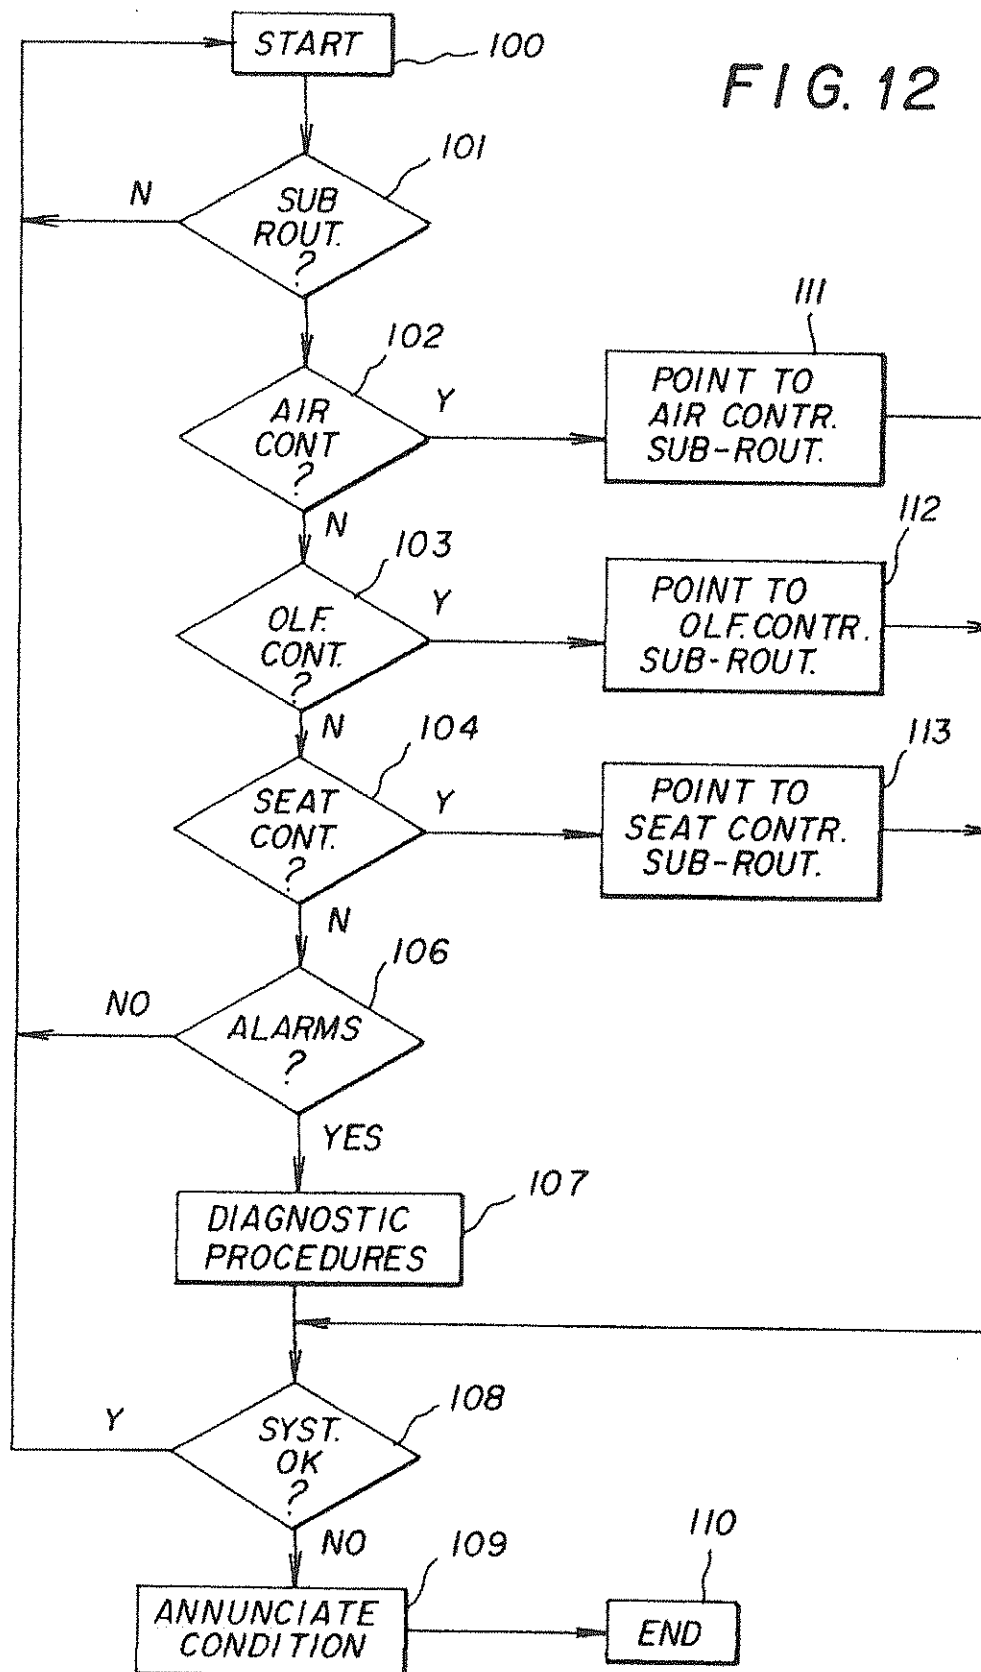 START
100
FIG. 12
101
N
SUB
ROUT.
?
111
102
AIR
CONT
?
Y
POINT TO
AIR CONTR.
SUB-ROUT.
N
103
112
OLF.
CONT.
?
Y
POINT TO
OLF. CONTR.
SUB-ROUT.
N
104
113
SEAT
CONT.
?
Y
POINT TO
SEAT CONTR.
SUB-ROUT.
N
106
NO
ALARMS
?
YES
107
DIAGNOSTIC
PROCEDURES
108
Y
SYST.
OK
?
NO
109
110
ANNUNCIATE
CONDITION
END